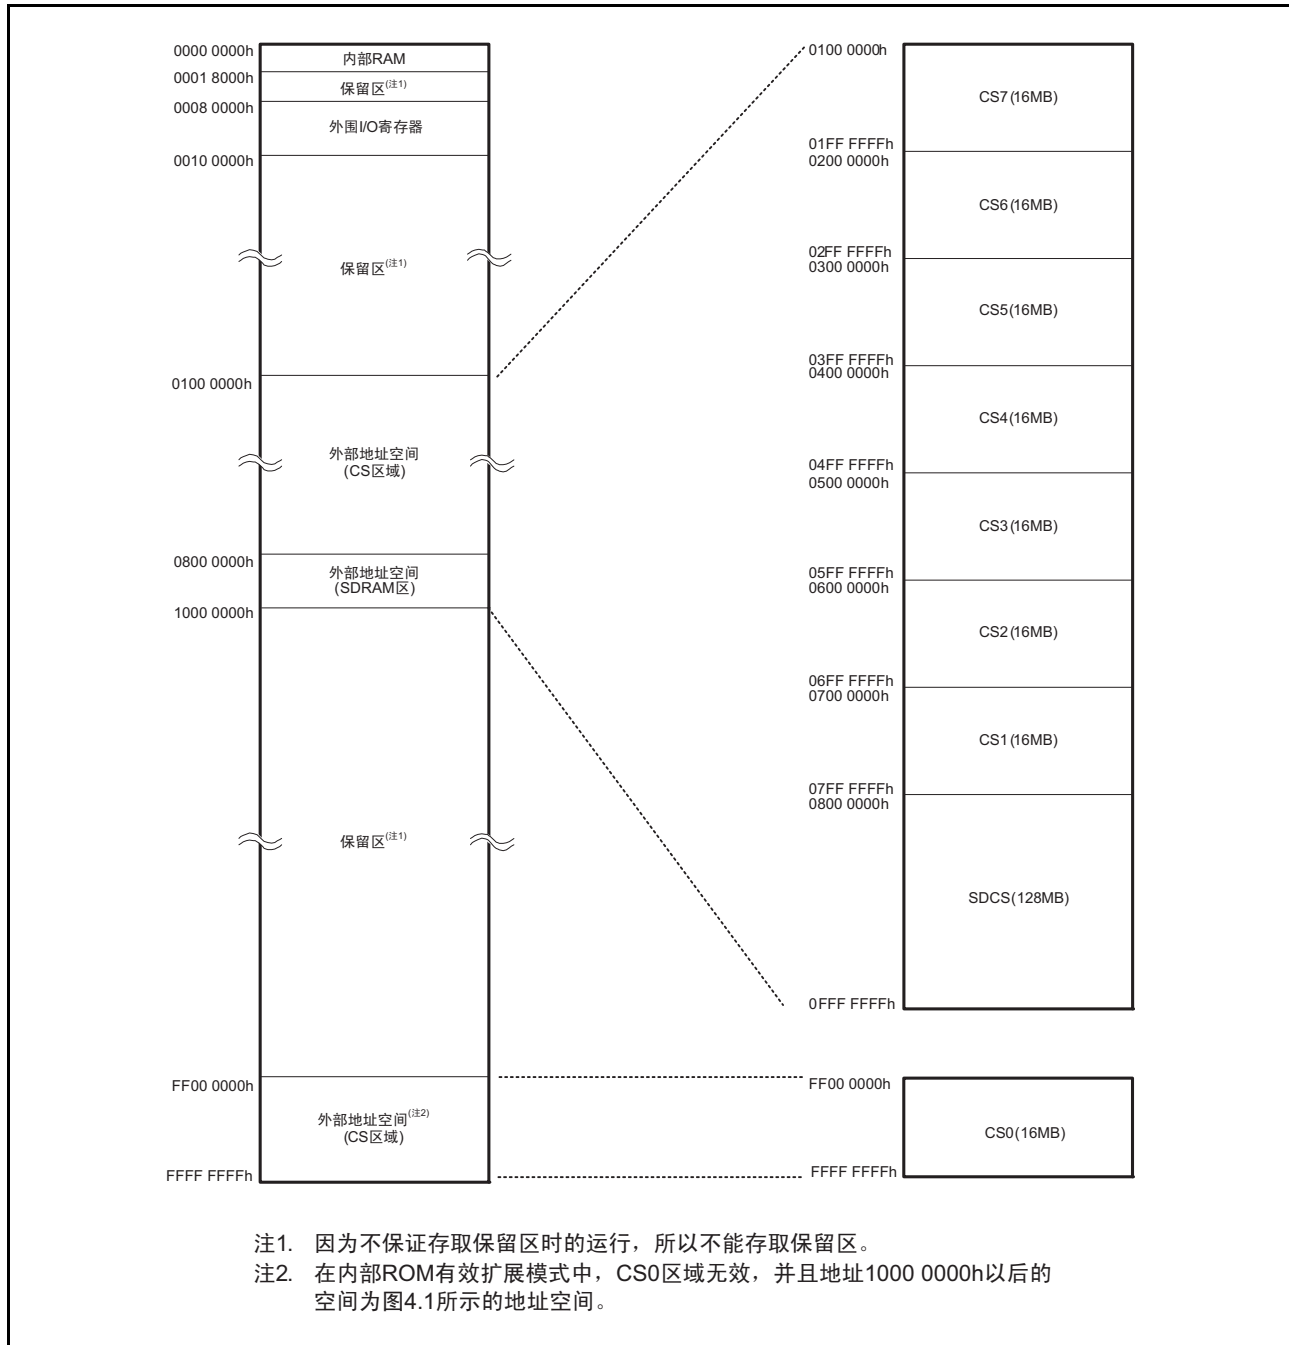 0000 0000h
内部RAM
0001 8000h
保留区(注1)
0008 0000h
外围I/O寄存器
0010 0000h
保留区(注1)
0100 0000h
外部地址空间
(CS区域)
0800 0000h
外部地址空间
(SDRAM区)
1000 0000h
保留区(注1)
FF00 0000h
外部地址空间(注2)
(CS区域)
FFFF FFFFh
0100 0000h
CS7(16MB)
01FF FFFFh
0200 0000h
CS6(16MB)
02FF FFFFh
0300 0000h
CS5(16MB)
03FF FFFFh
0400 0000h
CS4(16MB)
04FF FFFFh
0500 0000h
CS3(16MB)
05FF FFFFh
0600 0000h
CS2(16MB)
06FF FFFFh
0700 0000h
CS1(16MB)
07FF FFFFh
0800 0000h
SDCS(128MB)
0FFF FFFFh
FF00 0000h
CS0(16MB)
FFFF FFFFh
注1. 因为不保证存取保留区时的运行，所以不能存取保留区。
注2. 在内部ROM有效扩展模式中，CS0区域无效，并且地址1000 0000h以后的
空间为图4.1所示的地址空间。